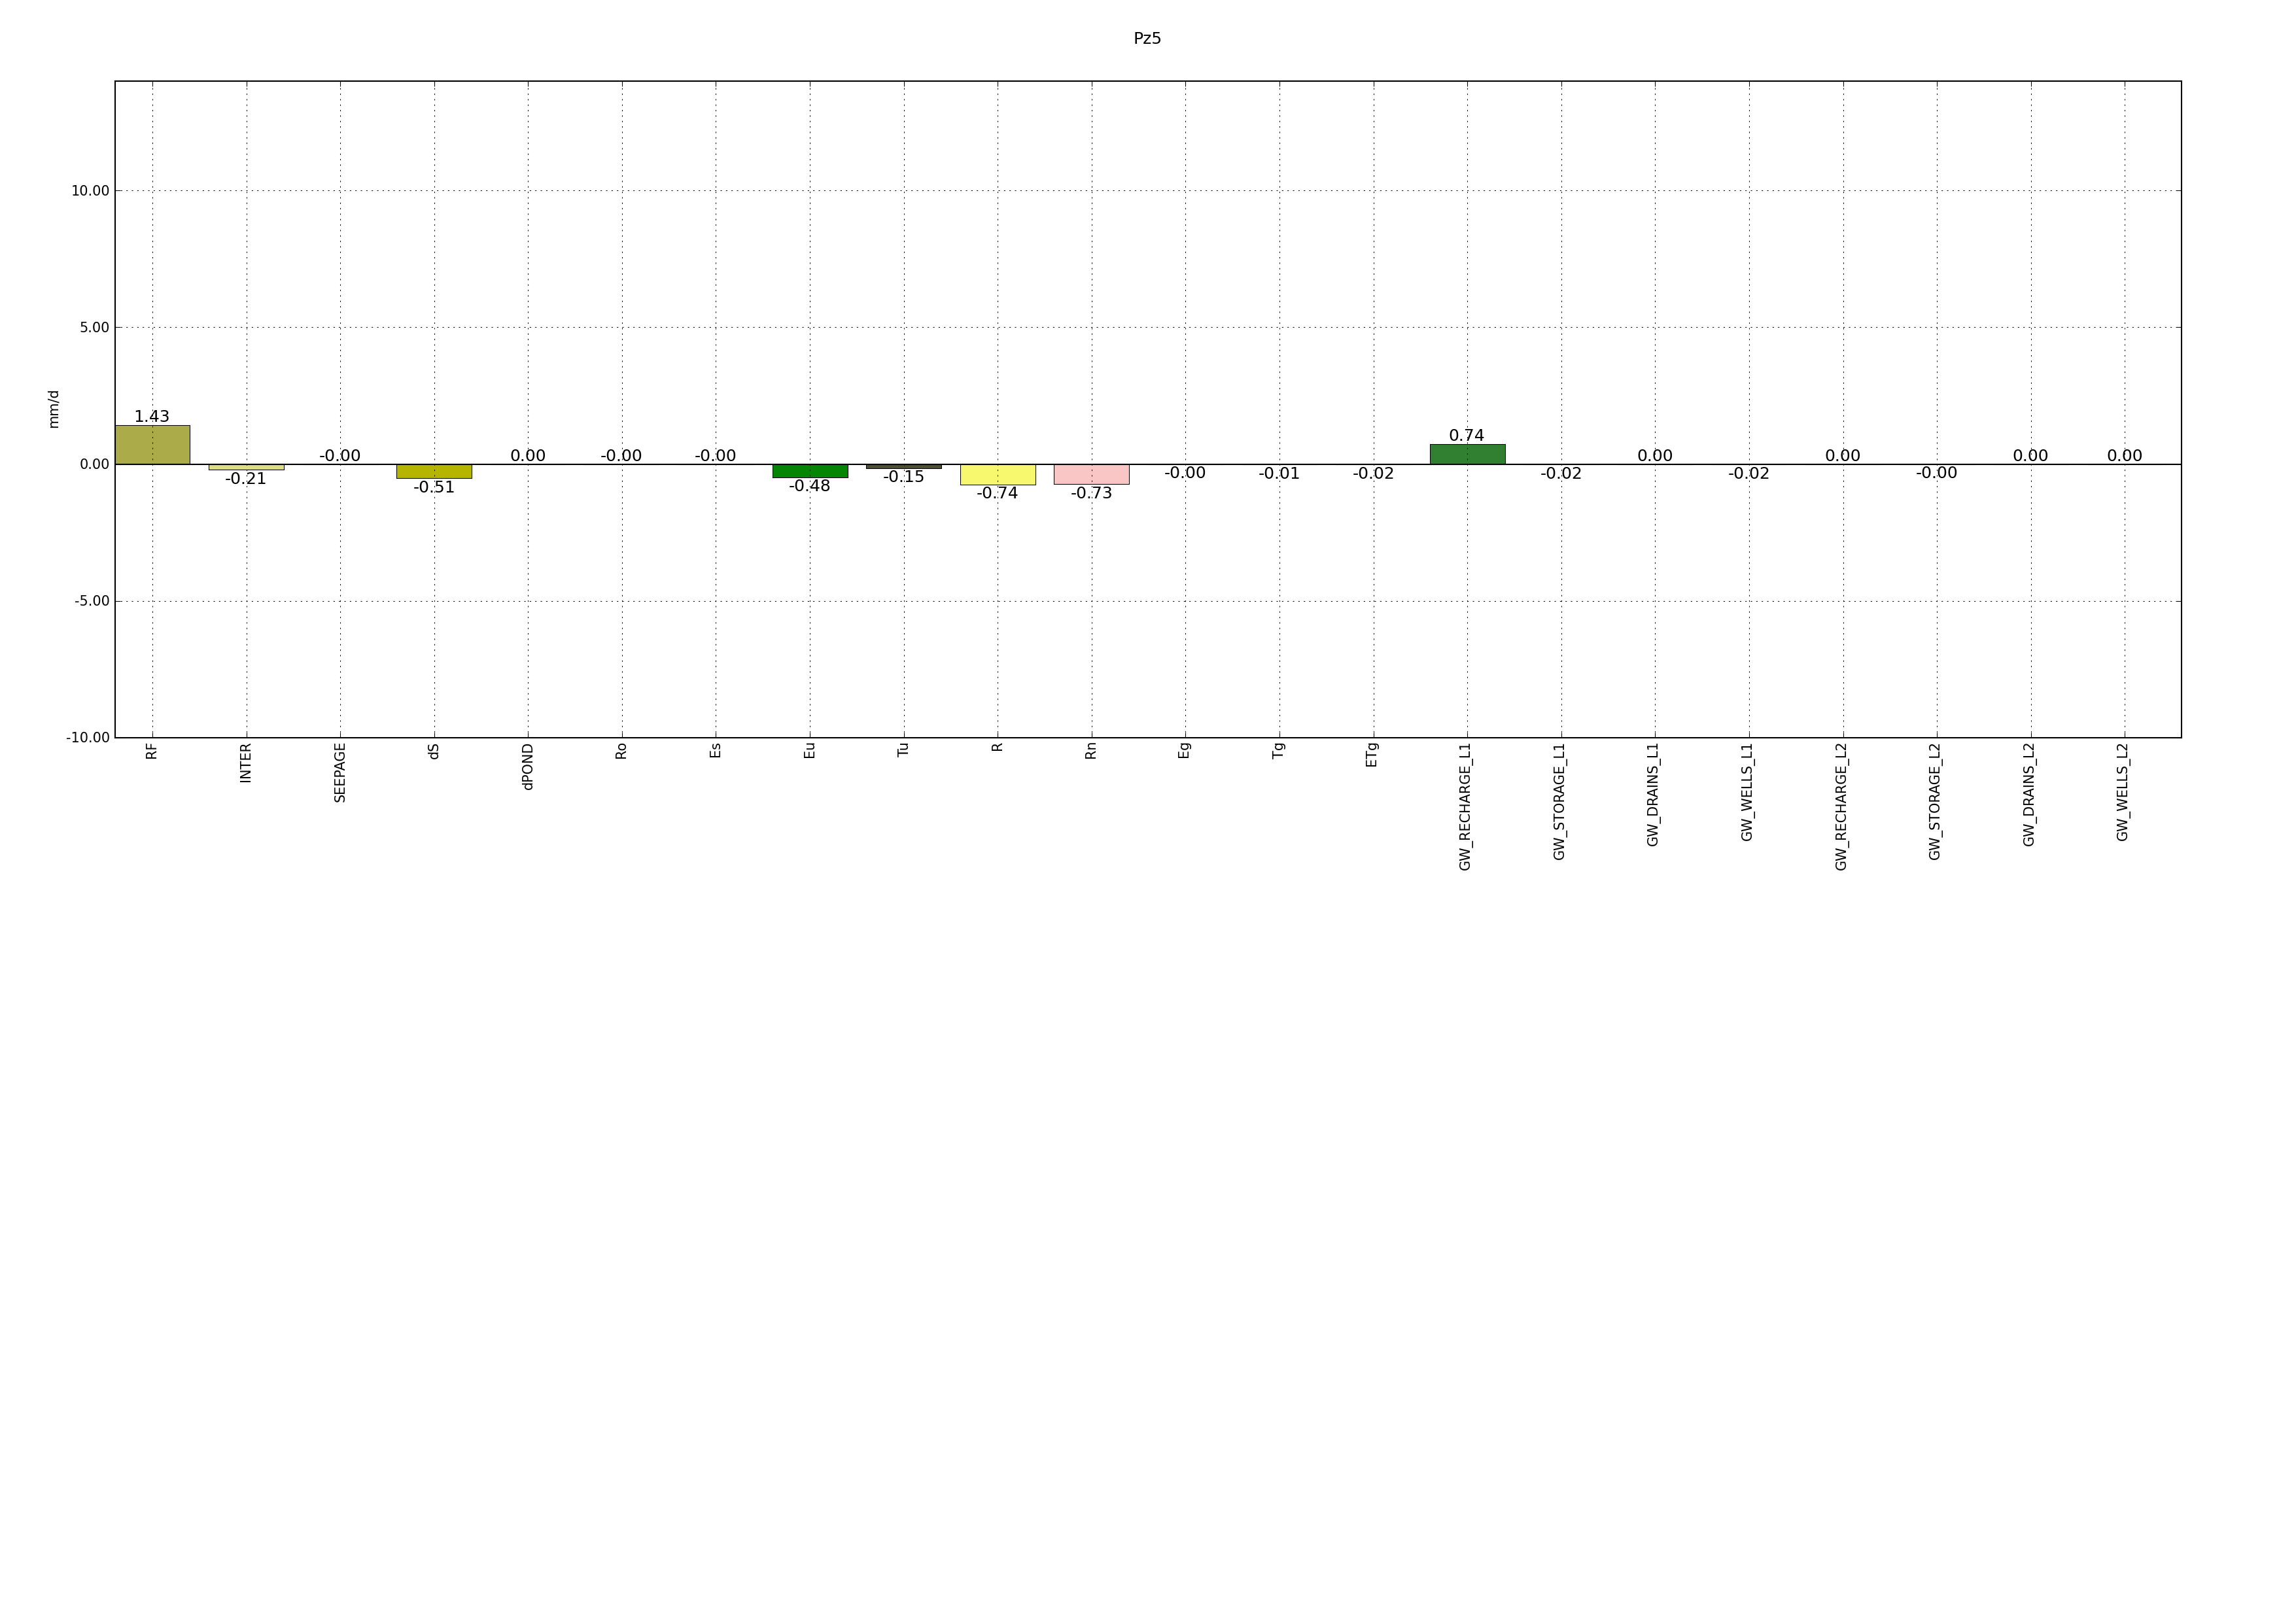 Pz5
mm/d
10.00
5.00
0.00
-5.00
-10.00
1.43
-0.21
-0.00
-0.51
0.00
-0.00
-0.00
-0.48
-0.15
-0.74
-0.73
-0.00
-0.01
-0.02
0.74
-0.02
0.00
-0.02
0.00
-0.00
0.00
0.00
RF
INTER
SEEPAGE
dS
dPOND
Ro
Es
Eu
Tu
R
Rn
Eg
Tg
ETg
GW_RECHARGE_L1
GW_STORAGE_L1
GW_DRAINS_L1
GW_WELLS_L1
GW_RECHARGE_L2
GW_STORAGE_L2
GW_DRAINS_L2
GW_WELLS_L2